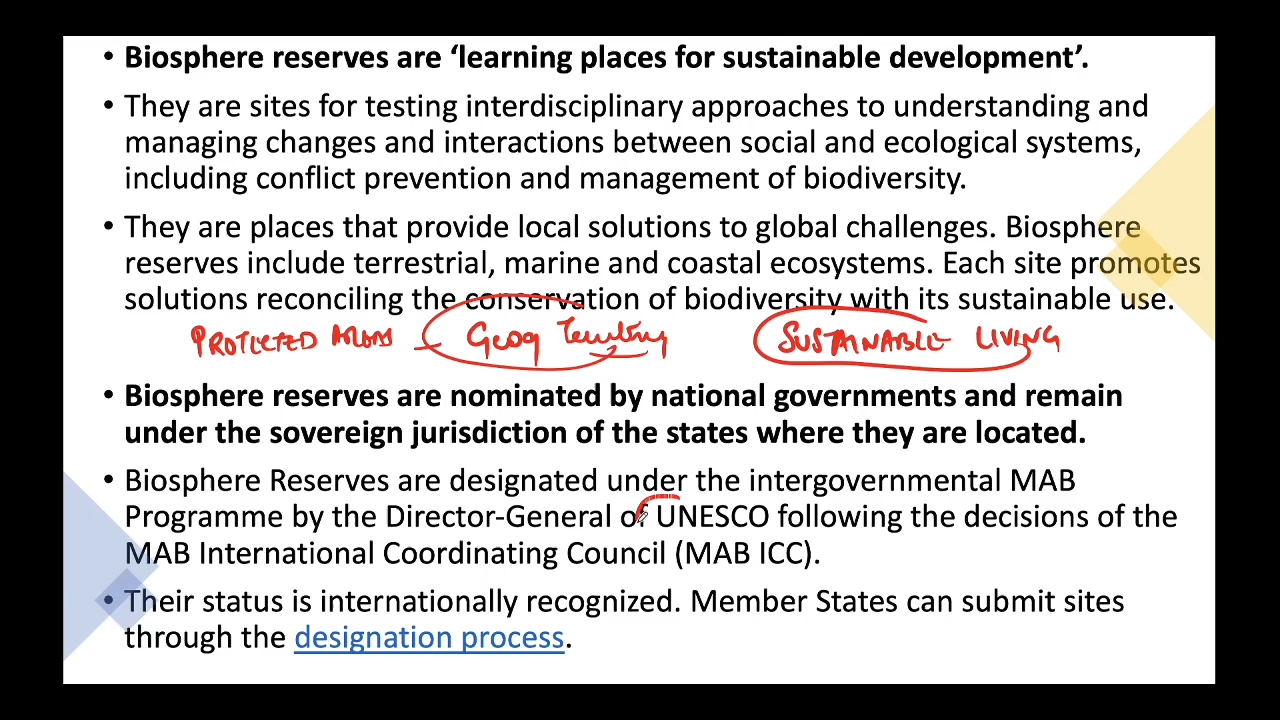 • Biosphere reserves are ‘learning places for sustainable development’.
• They are sites for testing interdisciplinary approaches to understanding and
managing changes and interactions between social and ecological systems,
including conflict prevention and management of biodiversity.
• They are places that provide local solutions to global challenges. Biosphere
reserves include terrestrial, marine and coastal ecosystems. Each site promotes
solutions reconciling the conservation of biodiversity with its sustainable use.
PROTECTED – Geog SUSTAINABLE LIVING
• Biosphere reserves are nominated by national governments and remain
under the sovereign jurisdiction of the states where they are located.
• Biosphere Reserves are designated under the intergovernmental MAB
Programme by the Director-General of UNESCO following the decisions of the
MAB International Coordinating Council (MAB ICC).
• Their status is internationally recognized. Member States can submit sites
through the designation process.